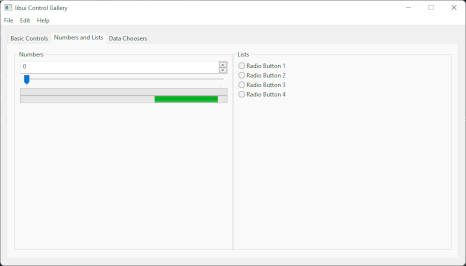 libui Control Gallery
File Edit Help
Basic Controls Numbers and Lists Data Choosers
Numbers
0
Lists
Radio Button 1
Radio Button 2
Radio Button 3
Radio Button 4